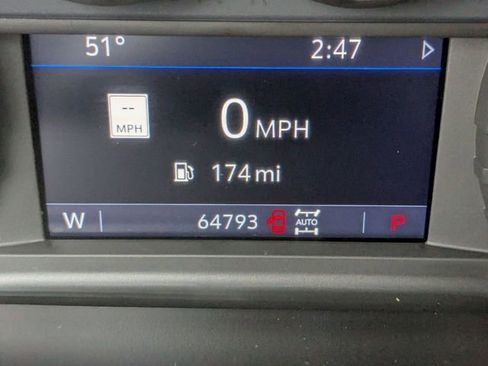 51° 2:47
--
MPH
0 MPH
174 mi
W 64793 AUTO P